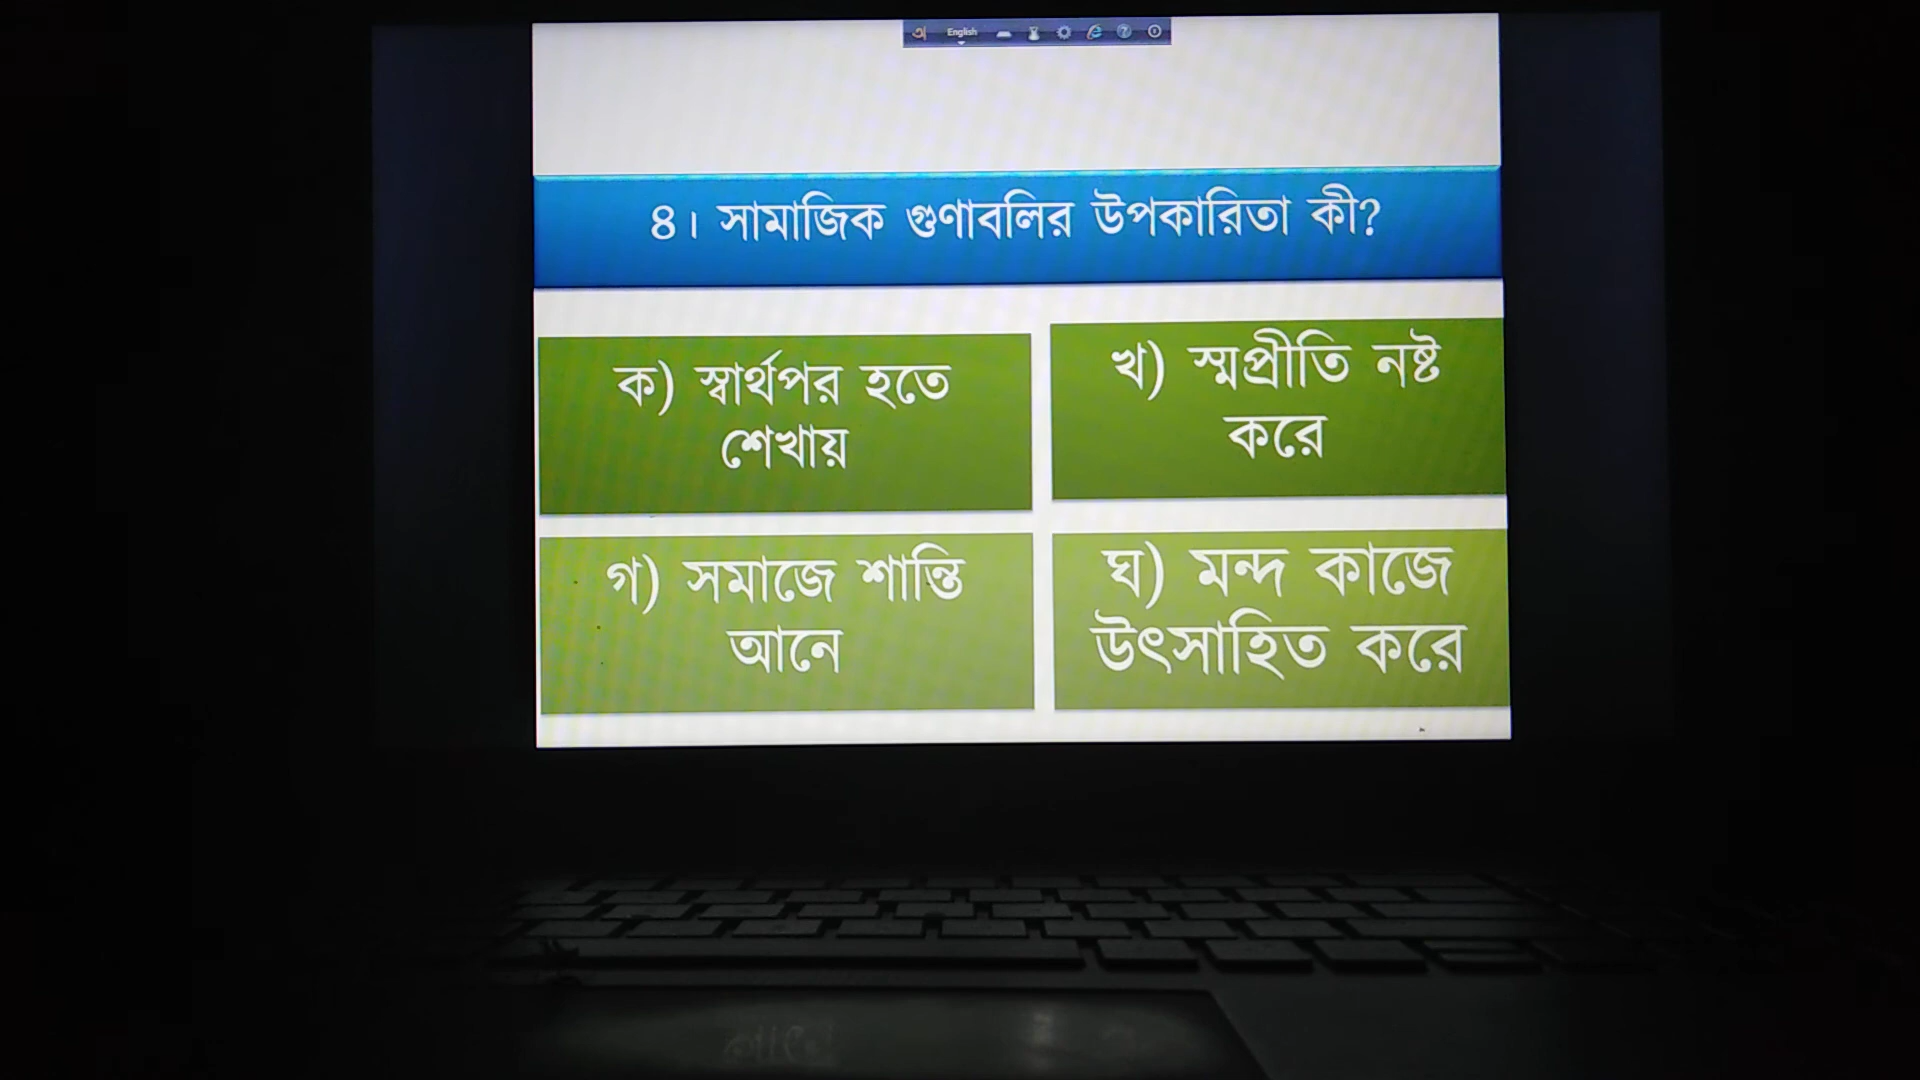 English
৪। সামাজিক গুণাবলির উপকারিতা কী?
ক) স্বার্থপর হতে
শেখায়
খ) স্মপ্রীতি নষ্ট
করে
গ) সমাজে শান্তি
আনে
ঘ) মন্দ কাজে
উৎসাহিত করে